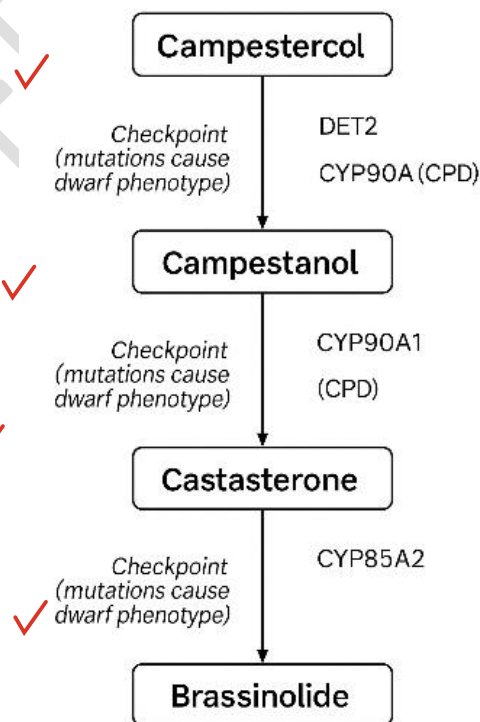 Campestercol
Checkpoint
(mutations cause
dwarf phenotype)
DET2
CYP90A (CPD)
Campestanol
Checkpoint
(mutations cause
dwarf phenotype)
CYP90A1
(CPD)
Castasterone
Checkpoint
(mutations cause
dwarf phenotype)
CYP85A2
Brassinolide